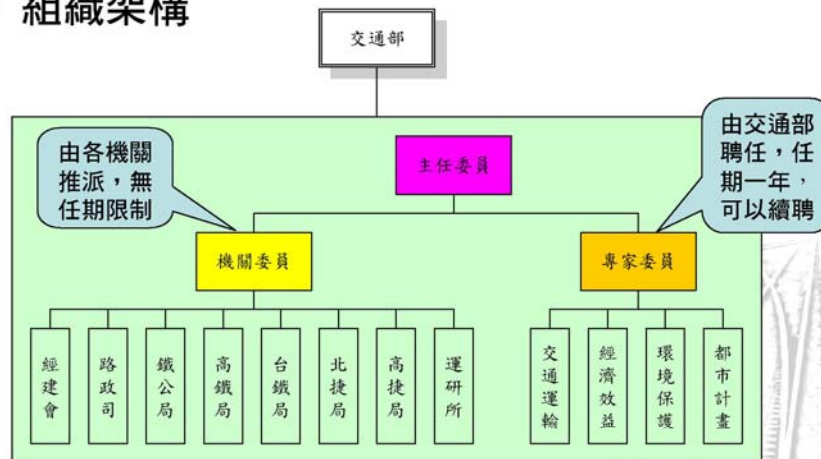 組織架構
交通部
由各機關
推派，無
任期限制
主任委員
由交通部
聘任，任
期一年，
可以續聘
機關委員
專家委員
經建會
路政司
鐵公局
高鐵局
台鐵局
北捷局
高捷局
運研所
交通運輸
經濟效益
環境保護
都市計畫